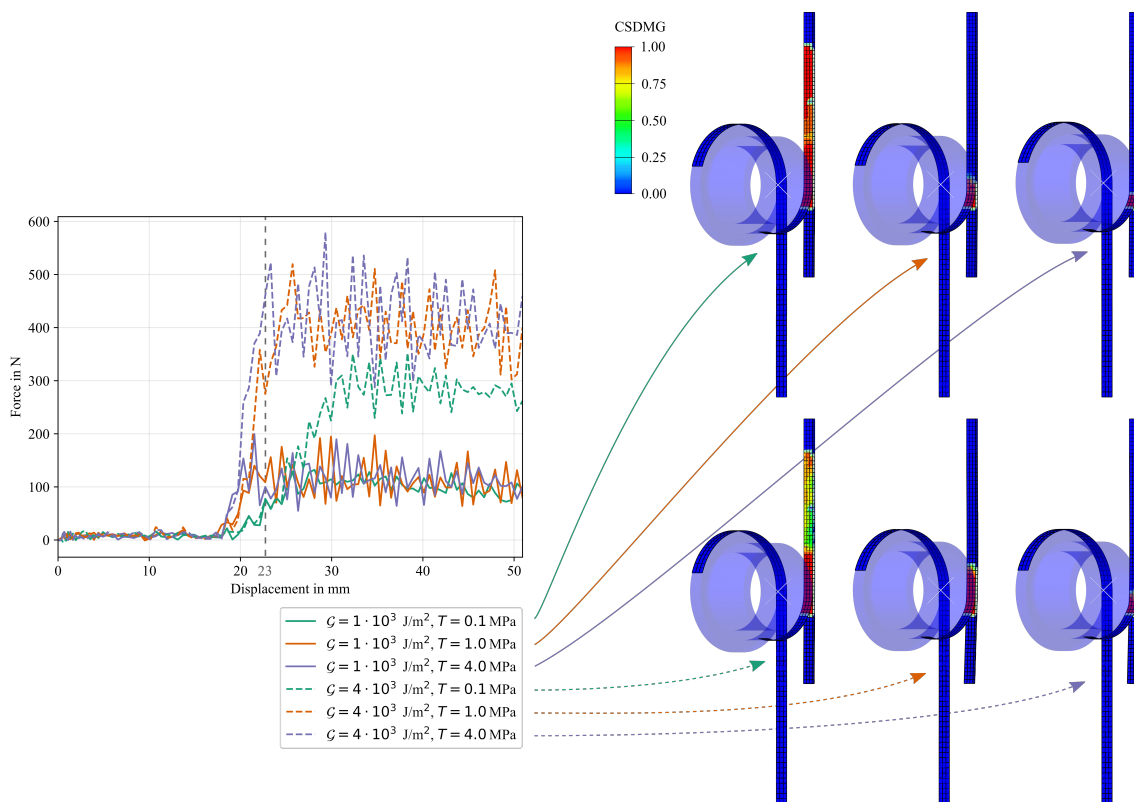 CSDMG
1.00
0.75
0.50
0.25
0.00
600
500
400
300
200
100
0
Force in N
0 10 20 23 30 40 50
Displacement in mm
𝒢 = 1 · 10³ J/m², T = 0.1 MPa
𝒢 = 1 · 10³ J/m², T = 1.0 MPa
𝒢 = 1 · 10³ J/m², T = 4.0 MPa
𝒢 = 4 · 10³ J/m², T = 0.1 MPa
𝒢 = 4 · 10³ J/m², T = 1.0 MPa
𝒢 = 4 · 10³ J/m², T = 4.0 MPa